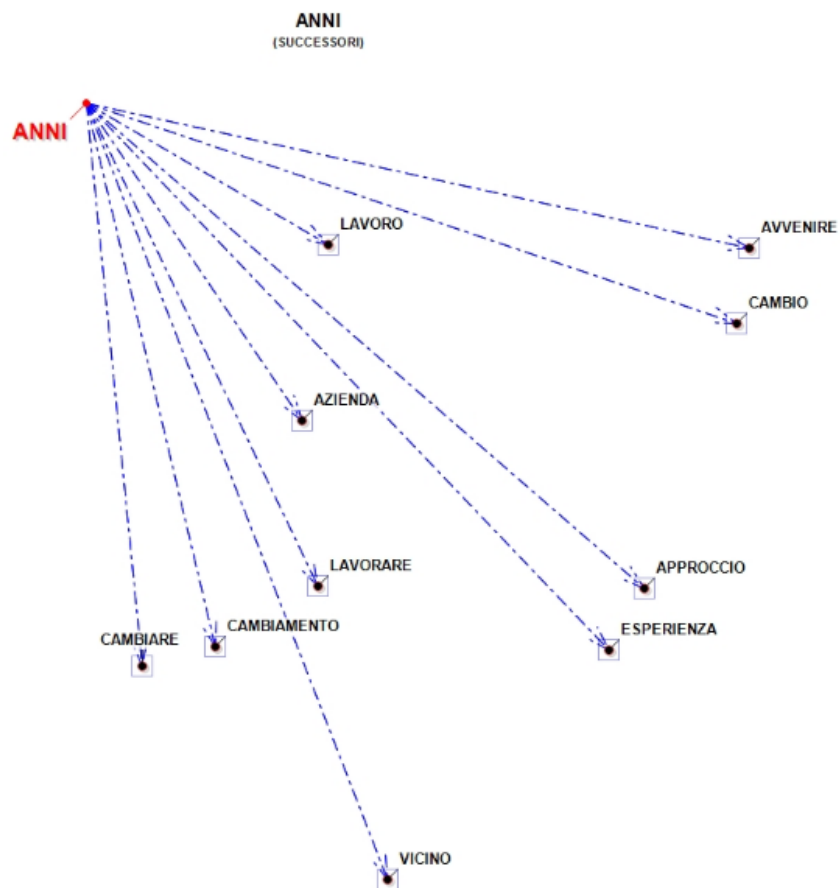 ANNI
(SUCCESSORI)
ANNI
LAVORO
AVVENIRE
CAMBIO
AZIENDA
LAVORARE
APPROCCIO
CAMBIAMENTO
ESPERIENZA
CAMBIARE
VICINO